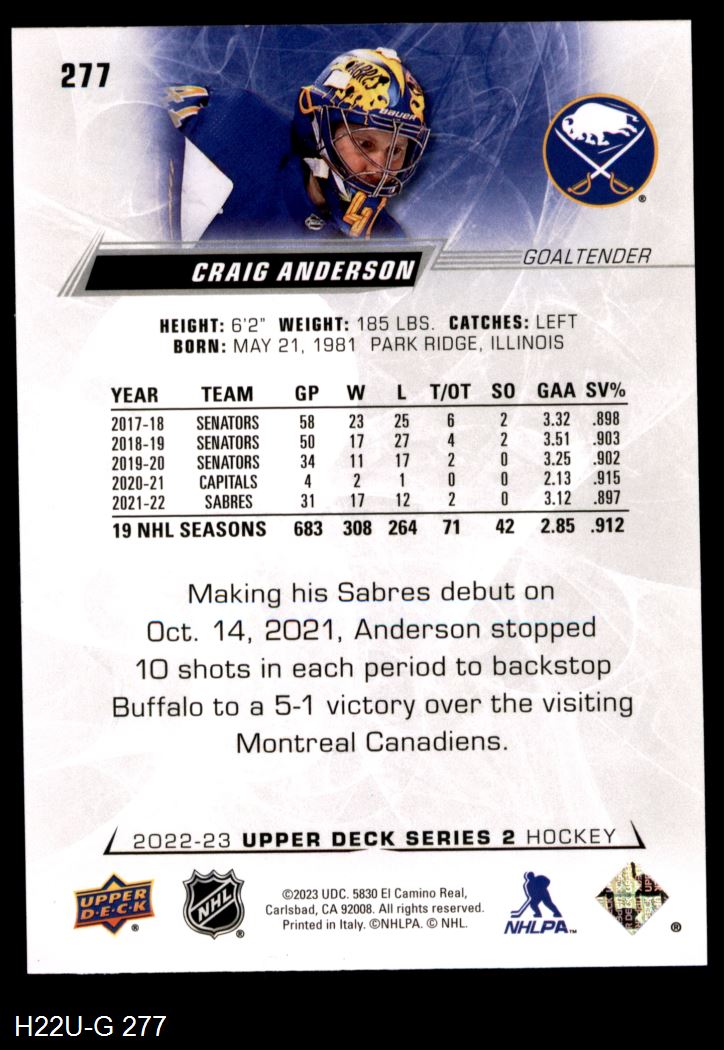 277
SABRES
BAUER
CRAIG ANDERSON
GOALTENDER
HEIGHT: 6'2" WEIGHT: 185 LBS. CATCHES: LEFT
BORN: MAY 21, 1981 PARK RIDGE, ILLINOIS
YEAR TEAM GP W L T/OT SO GAA SV%
2017-18 SENATORS 58 23 25 6 2 3.32 .898
2018-19 SENATORS 50 17 27 4 2 3.51 .903
2019-20 SENATORS 34 11 17 2 0 3.25 .902
2020-21 CAPITALS 4 2 1 0 0 2.13 .915
2021-22 SABRES 31 17 12 2 0 3.12 .897
19 NHL SEASONS 683 308 264 71 42 2.85 .912
Making his Sabres debut on
Oct. 14, 2021, Anderson stopped
10 shots in each period to backstop
Buffalo to a 5-1 victory over the visiting
Montreal Canadiens.
2022-23 UPPER DECK SERIES 2 HOCKEY
UPPER
D·E·C·K
®
NHL
®
©2023 UDC. 5830 El Camino Real,
Carlsbad, CA 92008. All rights reserved.
Printed in Italy. ©NHLPA. © NHL.
NHLPA™
®
H22U-G 277